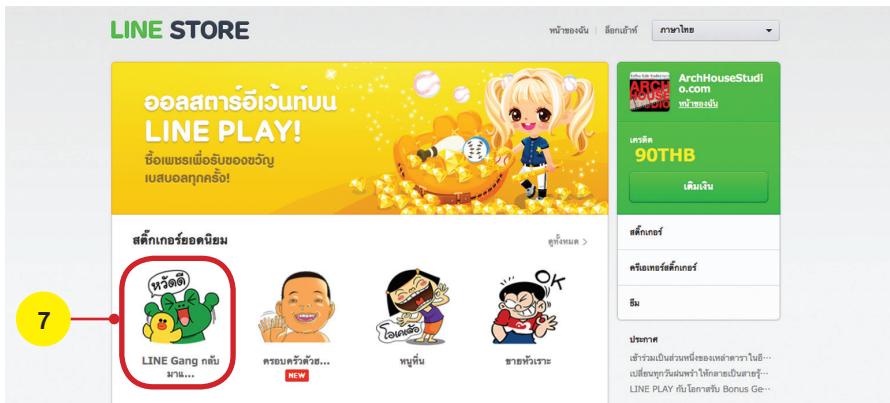 LINE STORE
หน้าของฉัน
ล็อกเอ้าท์
ภาษาไทย
ออลสตาร์อีเว้นท์บน
LINE PLAY!
ซื้อเพชรเพื่อรับของขวัญ
เบสบอลทุกครั้ง!
ArchHouseStudi
o.com
หน้าของฉัน
ARCH
HOUSE
STUDIO
เครดิต
90THB
เติมเงิน
สติ๊กเกอร์ยอดนิยม
ดูทั้งหมด >
สติ๊กเกอร์
ครีเอเทอร์สติ๊กเกอร์
ธีม
หวัดดี
โอเคเล้ย
OK
7
LINE Gang กลับ
มาแ...
ครอบครัวตัวฮ...
NEW
หนูหิ่น
ขายหัวเราะ
ประกาศ
เข้าร่วมเป็นส่วนหนึ่งของเหล่าดาราในอี…
เปลี่ยนทุกวันฝนพรำให้กลายเป็นสายรุ้…
LINE PLAY กับโอกาสรับ Bonus Ge…